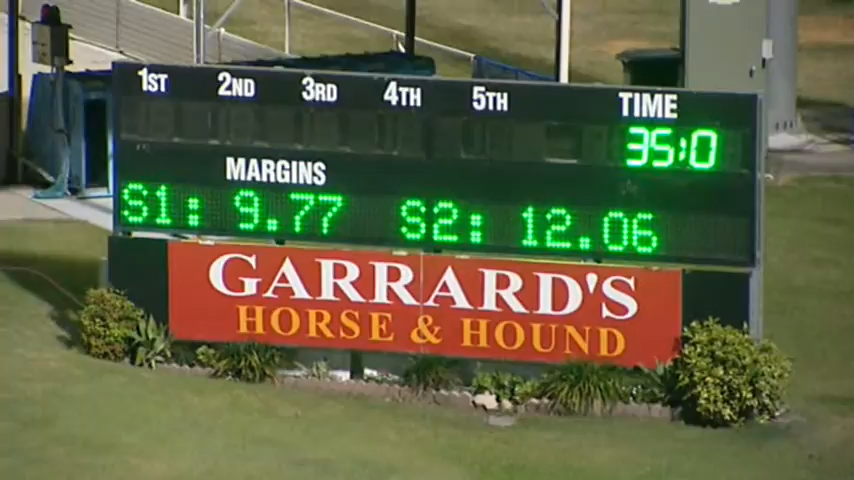 1ST 2ND 3RD 4TH 5TH TIME
35:0
MARGINS
S1: 9.77 S2: 12.06
GARRARD'S
HORSE & HOUND